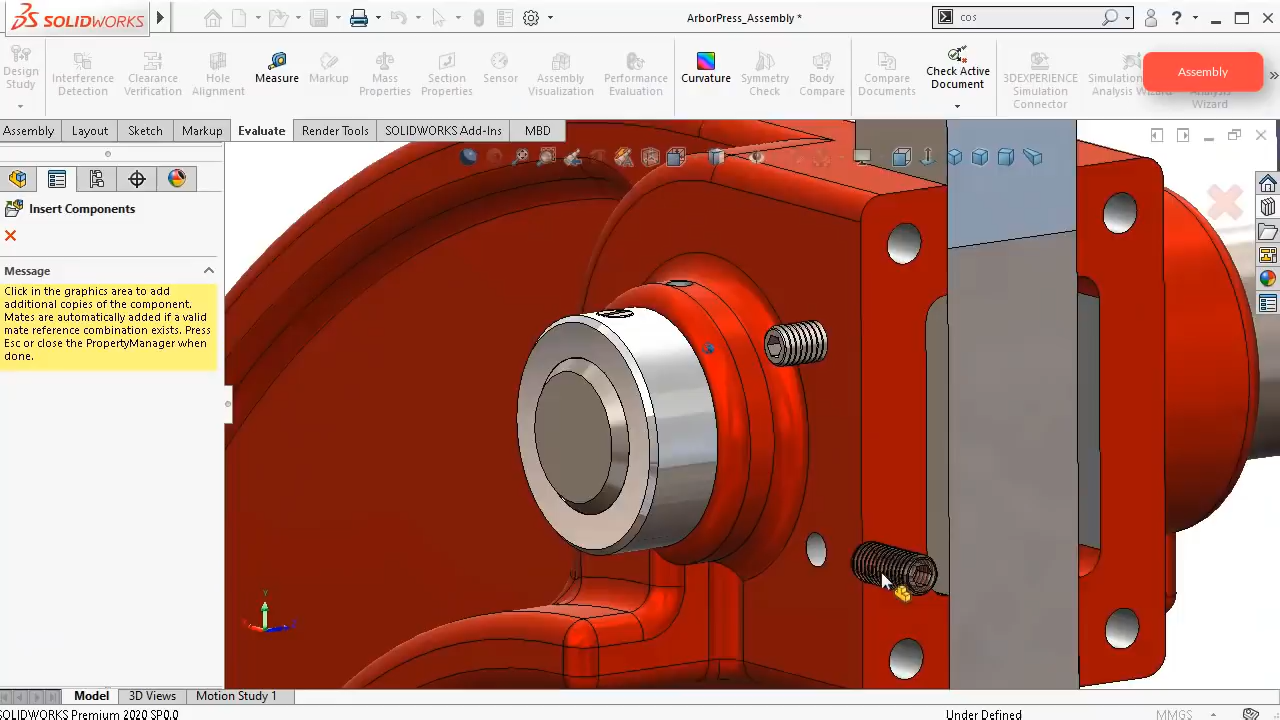 SOLIDWORKS
ArborPress_Assembly *
cos
Design Study
Interference Detection
Clearance Verification
Hole Alignment
Measure
Mass Properties
Section Properties
Sensor
Assembly Visualization
Performance Evaluation
Curvature
Symmetry Check
Body Compare
Compare Documents
Check Active Document
3DEXPERIENCE Simulation Connector
Assembly
Assembly
Layout
Sketch
Markup
Evaluate
Render Tools
SOLIDWORKS Add-Ins
MBD
Insert Components
Message
Click in the graphics area to add
additional copies of the component.
Mates are automatically added if a valid
mate reference combination exists. Press
Esc or close the PropertyManager when
done.
Model
3D Views
Motion Study 1
SOLIDWORKS Premium 2020 SP0.0
Under Defined
MMGS